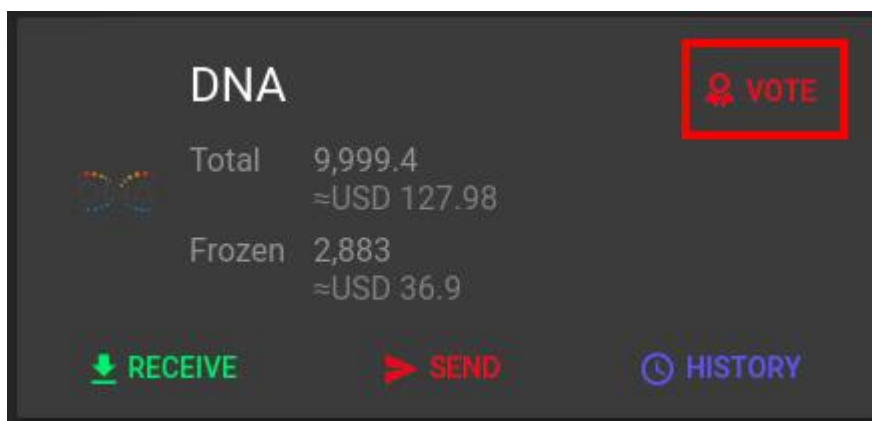 DNA
VOTE
Total 9,999.4
≈USD 127.98
Frozen 2,883
≈USD 36.9
RECEIVE SEND HISTORY